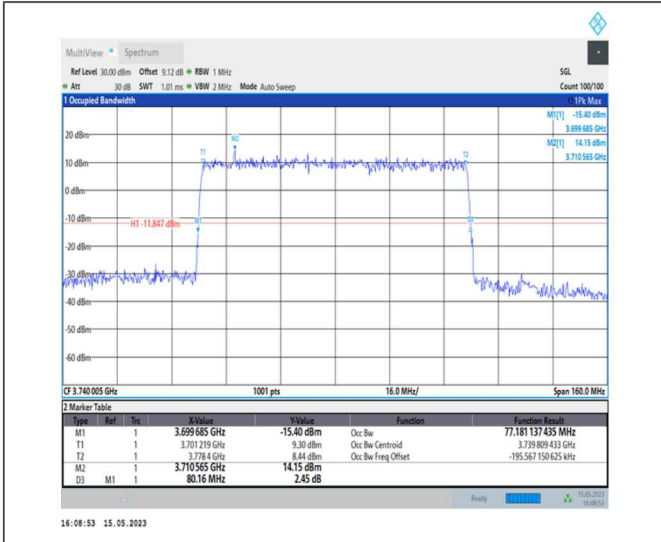 MultiView Spectrum
Ref Level 30.00 dBm Offset 9.12 dB RBW 1 MHz SGL
Att 30 dB SWT 1.01 ms VBW 2 MHz Mode Auto Sweep Count 100/100
1 Occupied Bandwidth 1Pk Max
M1[1] -15.40 dBm
3.699 685 GHz
M2[1] 14.15 dBm
3.710 565 GHz
20 dBm
M2
T1 T2
10 dBm
0 dBm
-10 dBm
H1 -11.847 dBm M1 D3
-20 dBm
-30 dBm
-40 dBm
-50 dBm
-60 dBm
CF 3.740 005 GHz 1001 pts 16.0 MHz/ Span 160.0 MHz
2 Marker Table
Type Ref Trc X-Value Y-Value Function Function Result
M1 1 3.699 685 GHz -15.40 dBm Occ Bw 77.181 137 435 MHz
T1 1 3.701 219 GHz 9.30 dBm Occ Bw Centroid 3.739 809 433 GHz
T2 1 3.778 4 GHz 8.44 dBm Occ Bw Freq Offset -195.567 150 625 kHz
M2 1 3.710 565 GHz 14.15 dBm
D3 M1 1 80.16 MHz 2.45 dB
Ready 15.05.2023
16:08:53
16:08:53 15.05.2023